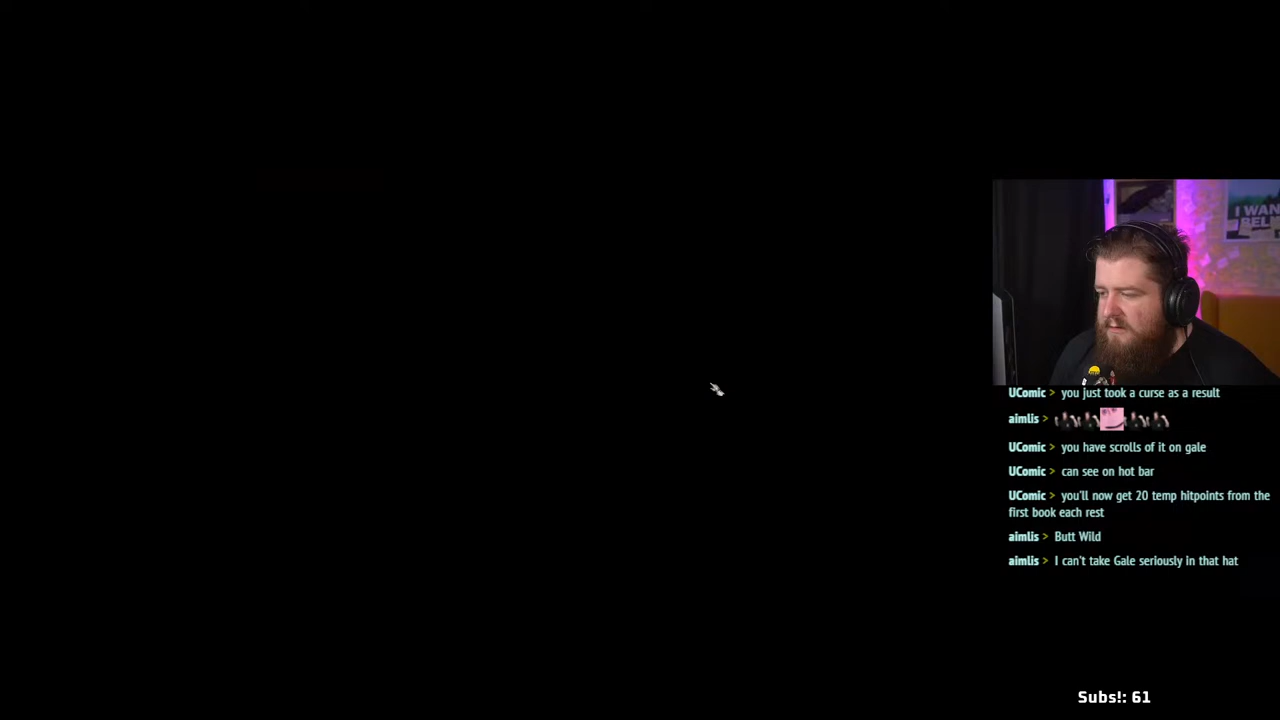 I WAN
BELI
UComic > you just took a curse as a result
aimlis >
UComic > you have scrolls of it on gale
UComic > can see on hot bar
UComic > you'll now get 20 temp hitpoints from the
first book each rest
aimlis > Butt Wild
aimlis > I can't take Gale seriously in that hat
Subs!: 61